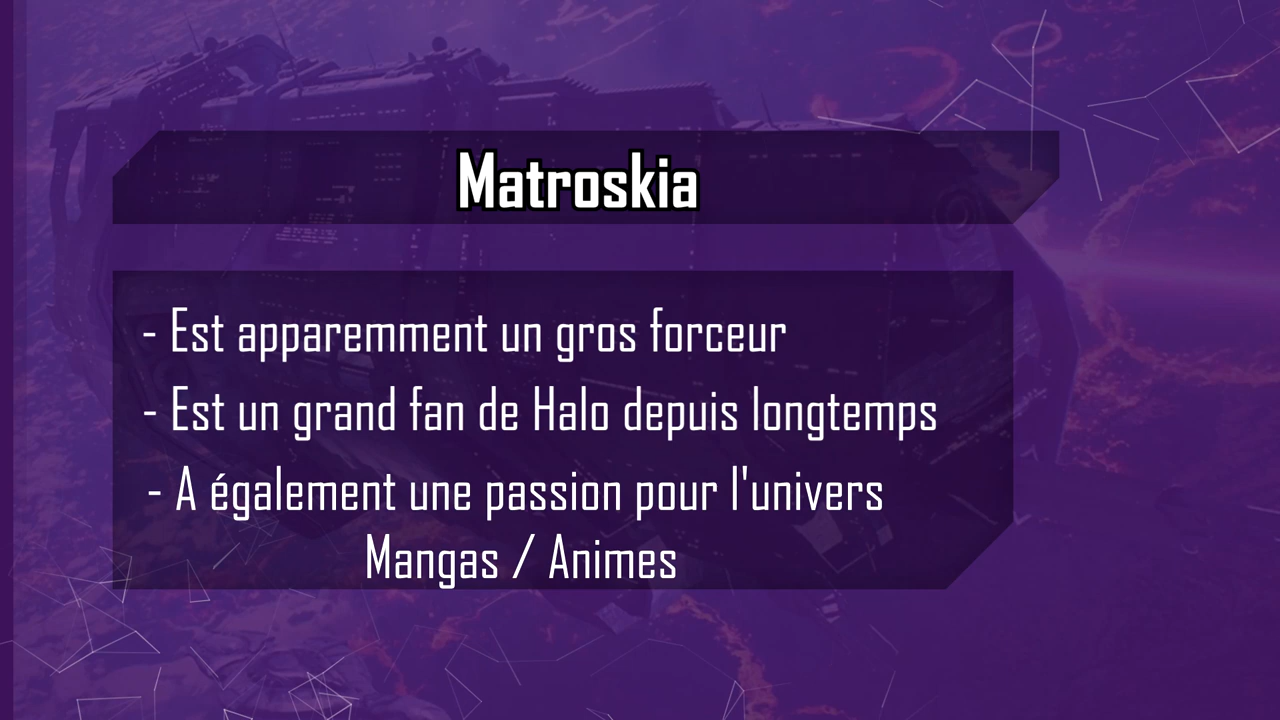 Matroskia
- Est apparemment un gros forceur
- Est un grand fan de Halo depuis longtemps
- A également une passion pour l'univers
Mangas / Animes